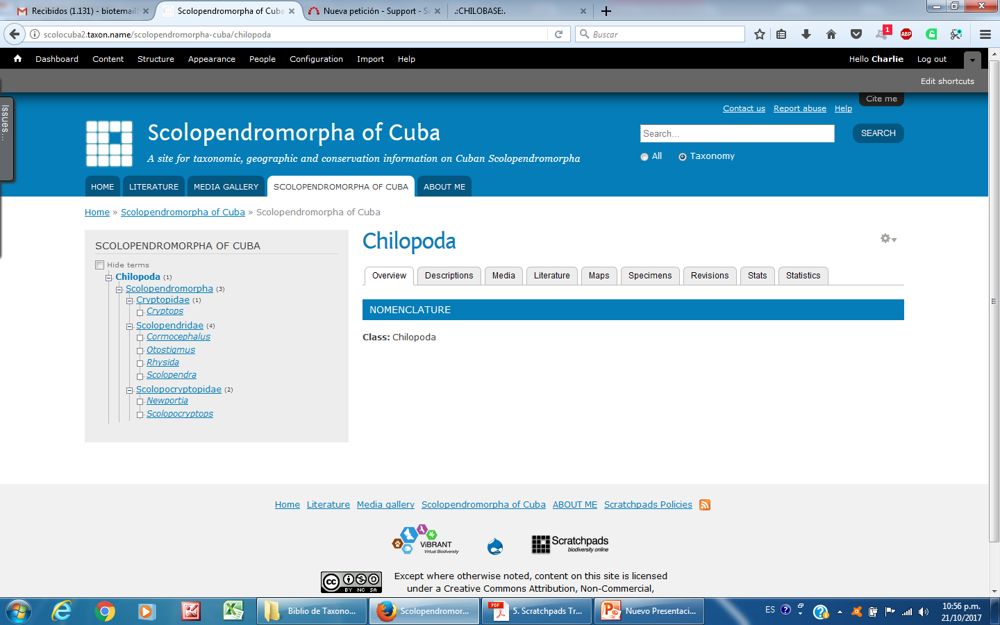 Recibidos (1.131) - biotemail
Scolopendromorpha of Cuba
Nueva petición - Support - Sc
.:CHILOBASE:.
scolocuba2.taxon.name/scolopendromorpha-cuba/chilopoda
Buscar
1
ABP
Dashboard Content Structure Appearance People Configuration Import Help
Hello Charlie Log out
Edit shortcuts
Cite me
Contact us Report abuse Help
Issues...
Scolopendromorpha of Cuba
Search...
SEARCH
A site for taxonomic, geographic and conservation information on Cuban Scolopendromorpha
All Taxonomy
HOME LITERATURE MEDIA GALLERY SCOLOPENDROMORPHA OF CUBA ABOUT ME
Home » Scolopendromorpha of Cuba » Scolopendromorpha of Cuba
SCOLOPENDROMORPHA OF CUBA
Hide terms
Chilopoda (1)
Scolopendromorpha (3)
Cryptopidae (1)
Cryptops
Scolopendridae (4)
Cormocephalus
Otostigmus
Rhysida
Scolopendra
Scolopocryptopidae (2)
Newportia
Scolopocryptops
Chilopoda
Overview Descriptions Media Literature Maps Specimens Revisions Stats Statistics
NOMENCLATURE
Class: Chilopoda
Home Literature Media gallery Scolopendromorpha of Cuba ABOUT ME Scratchpads Policies
ViBRANT
Virtual Biodiversity
Scratchpads
biodiversity online
cc
BY NC SA
Except where otherwise noted, content on this site is licensed
under a Creative Commons Attribution, Non-Commercial,
Biblio de Taxono...
Scolopendromor...
PDF
5. Scratchpads Tr...
Nuevo Presentaci...
ES
10:56 p.m.
21/10/2017